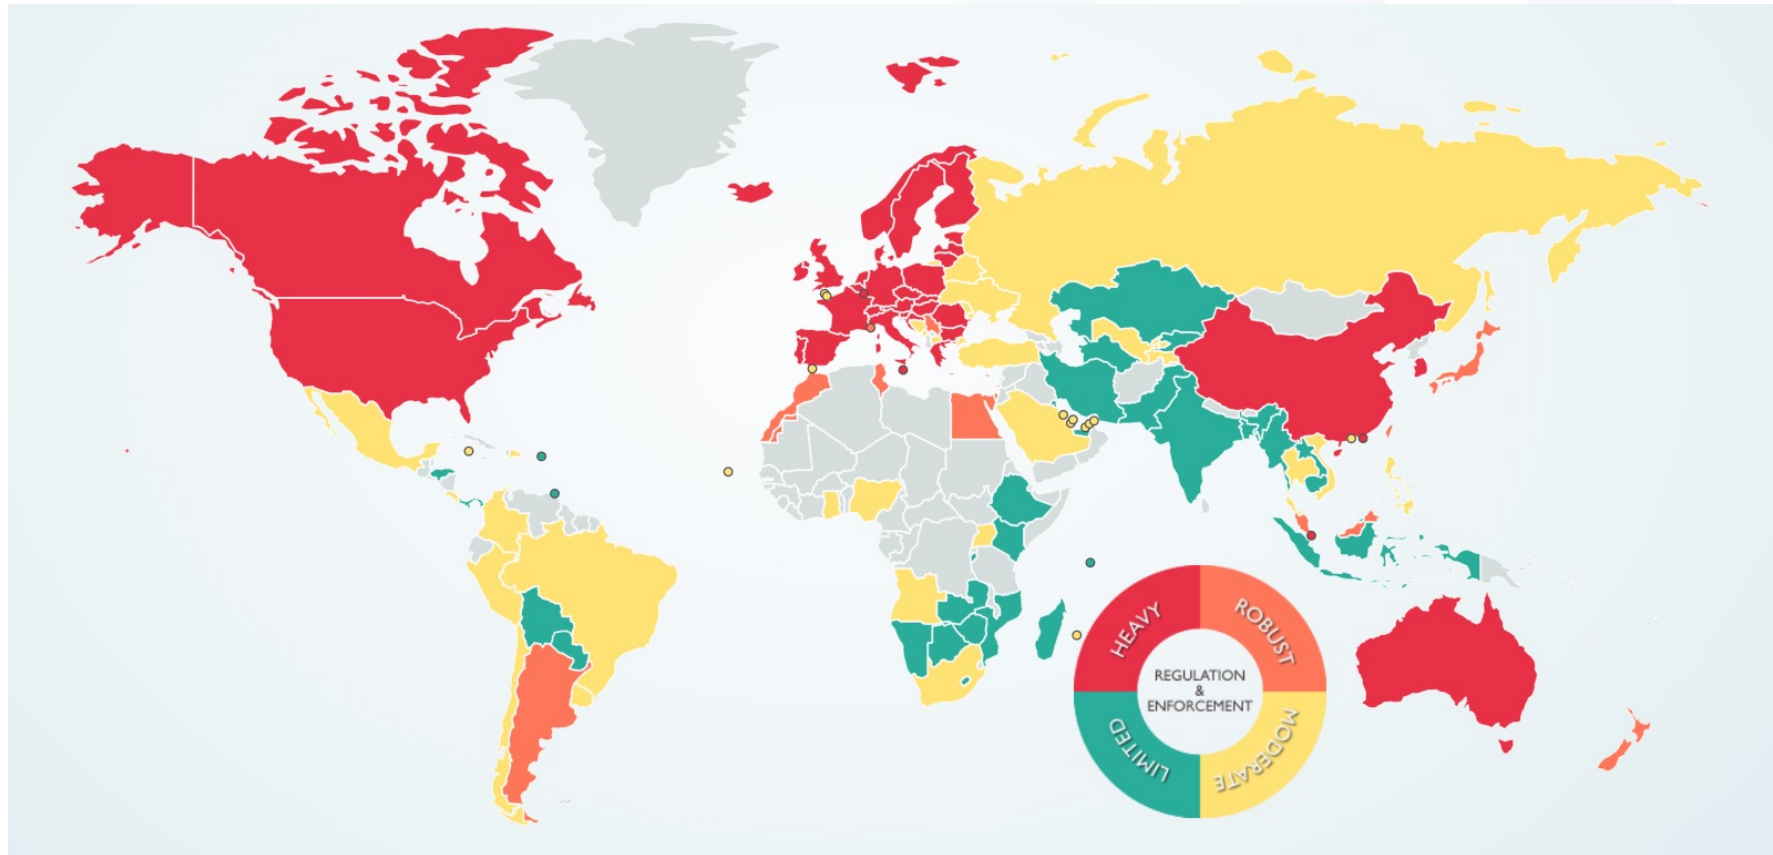 HEAVY
ROBUST
REGULATION
&
ENFORCEMENT
LIMITED
MODERATE